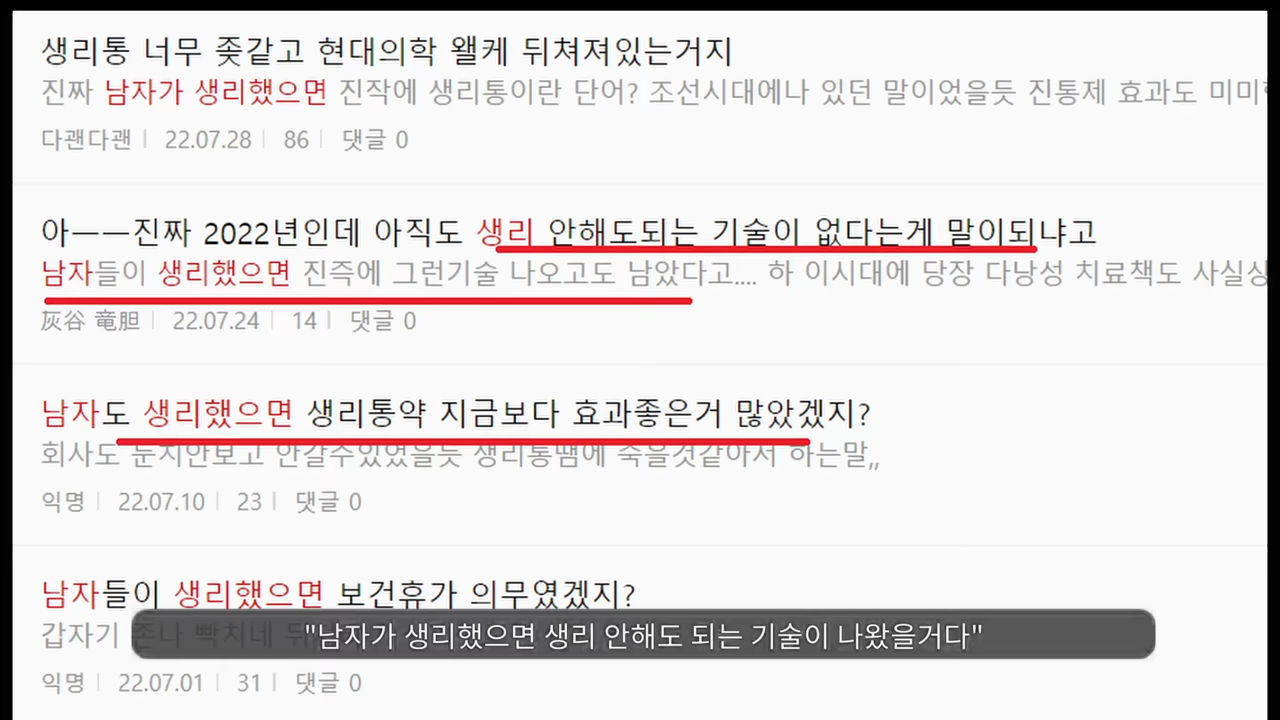 생리통 너무 좆같고 현대의학 왤케 뒤쳐져있는거지
진짜 남자가 생리했으면 진작에 생리통이란 단어? 조선시대에나 있던 말이었을듯 진통제 효과도 미미
다괜다괜 22.07.28 86 댓글 0
아ㅡㅡ진짜 2022년인데 아직도 생리 안해도되는 기술이 없다는게 말이되냐고
남자들이 생리했으면 진즉에 그런기술 나오고도 남았다고.... 하 이시대에 당장 다낭성 치료책도 사실상
灰谷 竜胆 22.07.24 14 댓글 0
남자도 생리했으면 생리통약 지금보다 효과좋은거 많았겠지?
회사도 눈치안보고 안갈수있었을듯 생리통땜에 죽을것같아서 하는말,,
익명 22.07.10 23 댓글 0
남자들이 생리했으면 보건휴가 의무였겠지?
갑자기 존나 빡치네
"남자가 생리했으면 생리 안해도 되는 기술이 나왔을거다"
익명 22.07.01 31 댓글 0